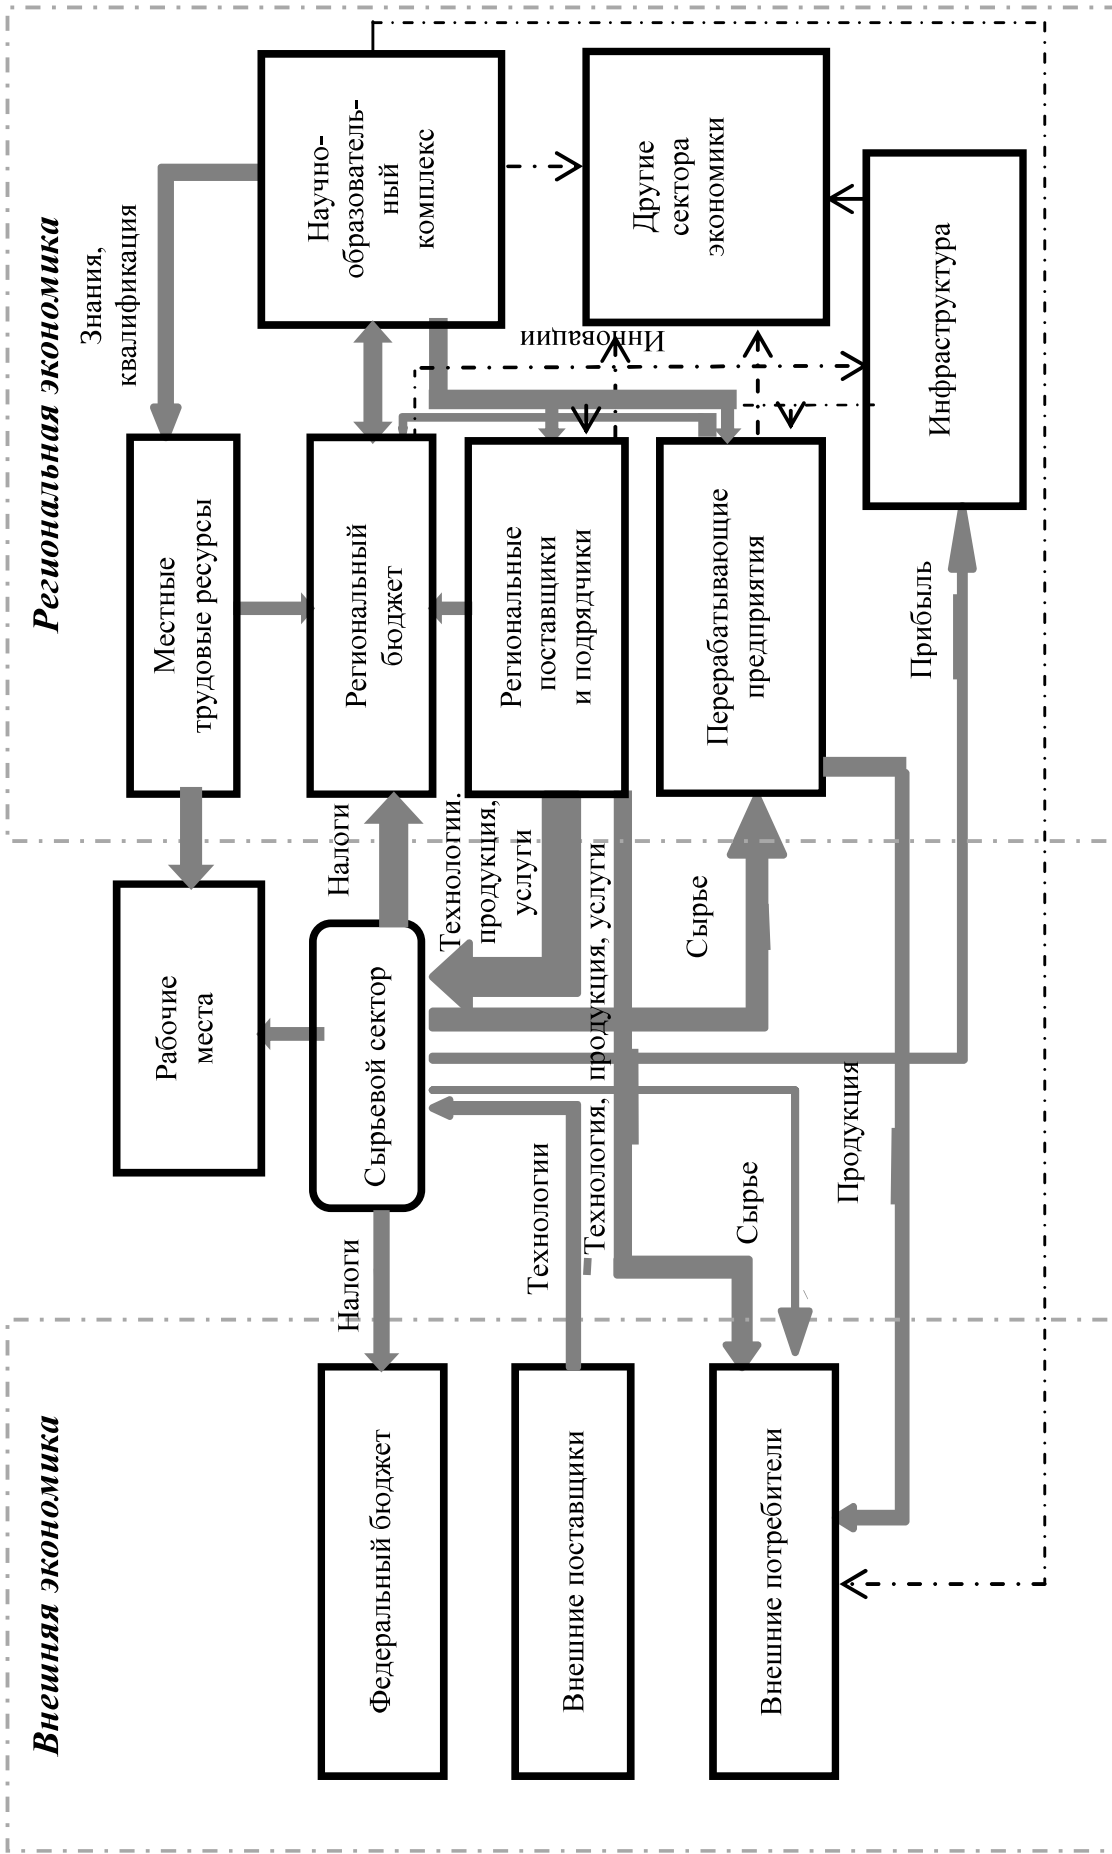 Внешняя экономика
Региональная экономика
Федеральный бюджет
Внешние поставщики
Внешние потребители
Налоги
Технологии
Технология, продукция, услуги
Сырье
Продукция
Рабочие
места
Сырьевой сектор
Налоги
Технологии.
продукция,
услуги
Сырье
Прибыль
Местные
трудовые ресурсы
Региональный
бюджет
Региональные
поставщики
и подрядчики
Перерабатывающие
предприятия
Знания,
квалификация
Инновации
Инфраструктура
Научно-
образователь-
ный
комплекс
Другие
сектора
экономики